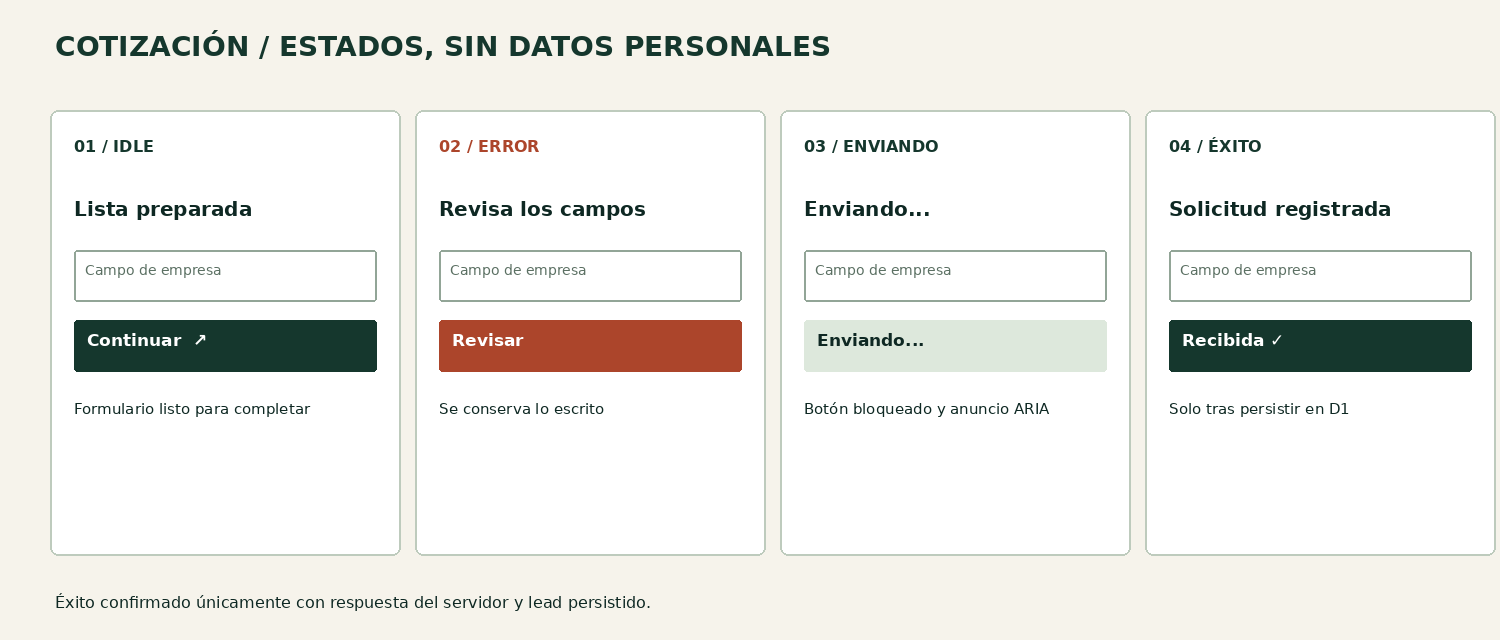 COTIZACIÓN / ESTADOS, SIN DATOS PERSONALES
01 / IDLE
Lista preparada
Campo de empresa
Continuar ↗
Formulario listo para completar
02 / ERROR
Revisa los campos
Campo de empresa
Revisar
Se conserva lo escrito
03 / ENVIANDO
Enviando...
Campo de empresa
Enviando...
Botón bloqueado y anuncio ARIA
04 / ÉXITO
Solicitud registrada
Campo de empresa
Recibida ✓
Solo tras persistir en D1
Éxito confirmado únicamente con respuesta del servidor y lead persistido.